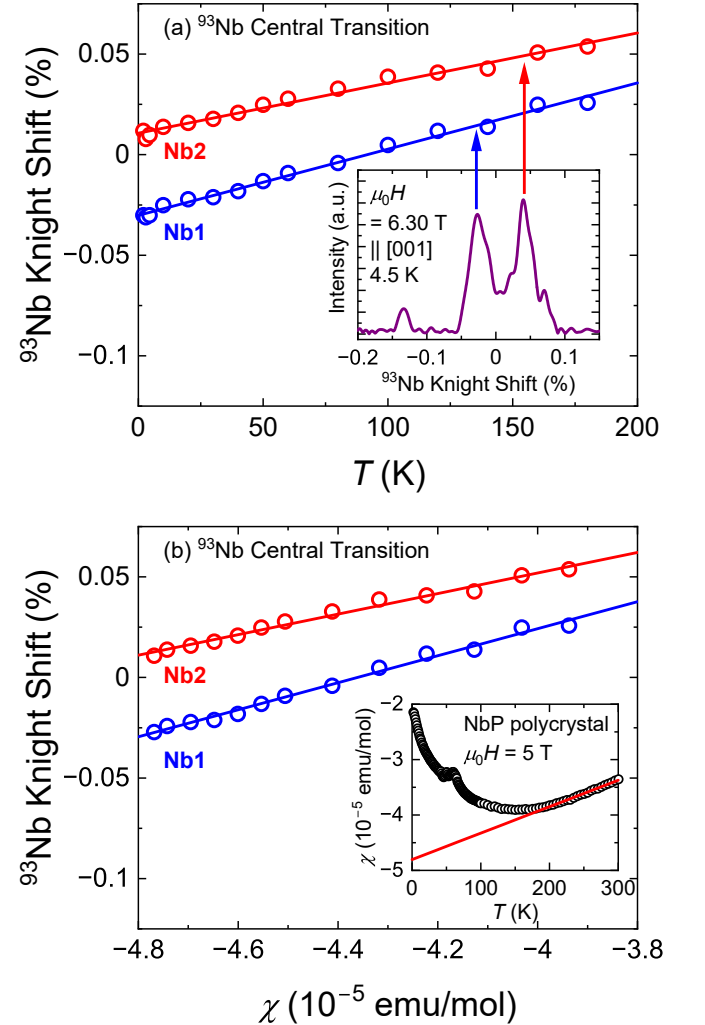 (a) ⁹³Nb Central Transition
⁹³Nb Knight Shift (%)
0.05
0
−0.05
−0.1
Nb2
Nb1
0
50
100
150
200
T (K)
μ₀H
= 6.30 T
|| [001]
4.5 K
Intensity (a.u.)
−0.2
−0.1
0
0.1
⁹³Nb Knight Shift (%)
(b) ⁹³Nb Central Transition
⁹³Nb Knight Shift (%)
0.05
0
−0.05
−0.1
Nb2
Nb1
−4.8
−4.6
−4.4
−4.2
−4
−3.8
χ (10⁻⁵ emu/mol)
NbP polycrystal
μ₀H = 5 T
χ (10⁻⁵ emu/mol)
−2
−3
−4
−5
0
100
200
300
T (K)